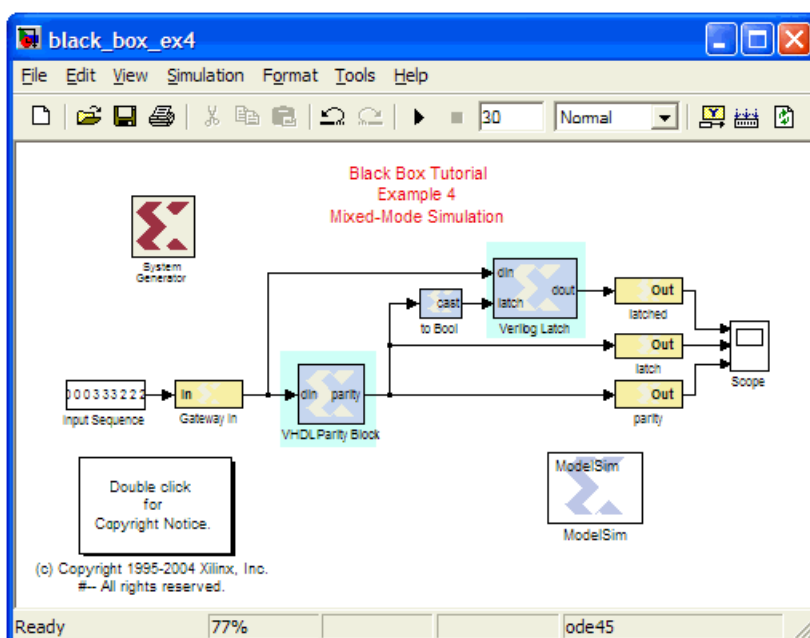 black_box_ex4
File Edit View Simulation Format Tools Help
30 Normal
Black Box Tutorial
Example 4
Mixed-Mode Simulation
System
Generator
din
latch
dout
Verilog Latch
cast
to Bool
Out
latched
Out
latch
Out
parity
Scope
0 0 0 3 3 3 2 2 2
Input Sequence
In
Gateway In
din parity
VHDL Parity Block
ModelSim
ModelSim
Double click
for
Copyright Notice.
(c) Copyright 1995-2004 Xilinx, Inc.
#-- All rights reserved.
Ready 77% ode45